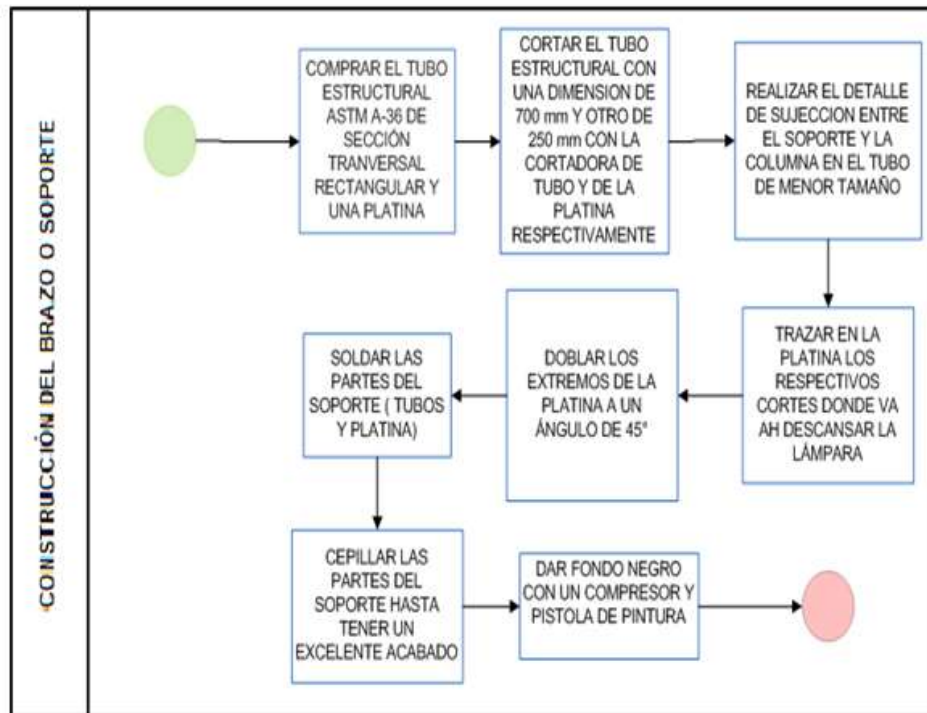 CONSTRUCCIÓN DEL BRAZO O SOPORTE
COMPRAR EL TUBO
ESTRUCTURAL
ASTM A-36 DE
SECCIÓN
TRANVERSAL
RECTANGULAR Y
UNA PLATINA
CORTAR EL TUBO
ESTRUCTURAL CON
UNA DIMENSION DE
700 mm Y OTRO DE
250 mm CON LA
CORTADORA DE
TUBO Y DE LA
PLATINA
RESPECTIVAMENTE
REALIZAR EL DETALLE
DE SUJECCION ENTRE
EL SOPORTE Y LA
COLUMNA EN EL TUBO
DE MENOR TAMAÑO
TRAZAR EN LA
PLATINA LOS
RESPECTIVOS
CORTES DONDE VA
AH DESCANSAR LA
LÁMPARA
DOBLAR LOS
EXTREMOS DE LA
PLATINA A UN
ÁNGULO DE 45°
SOLDAR LAS
PARTES DEL
SOPORTE ( TUBOS
Y PLATINA)
CEPILLAR LAS
PARTES DEL
SOPORTE HASTA
TENER UN
EXCELENTE ACABADO
DAR FONDO NEGRO
CON UN COMPRESOR Y
PISTOLA DE PINTURA